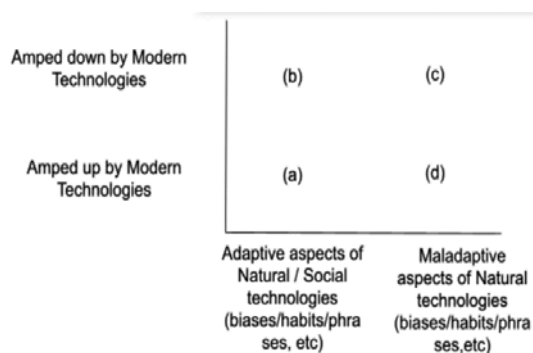 Amped down by Modern
Technologies
(b)
(c)
Amped up by Modern
Technologies
(a)
(d)
Adaptive aspects of
Natural / Social
technologies
(biases/habits/phra
ses, etc)
Maladaptive
aspects of Natural
technologies
(biases/habits/phra
ses,etc)